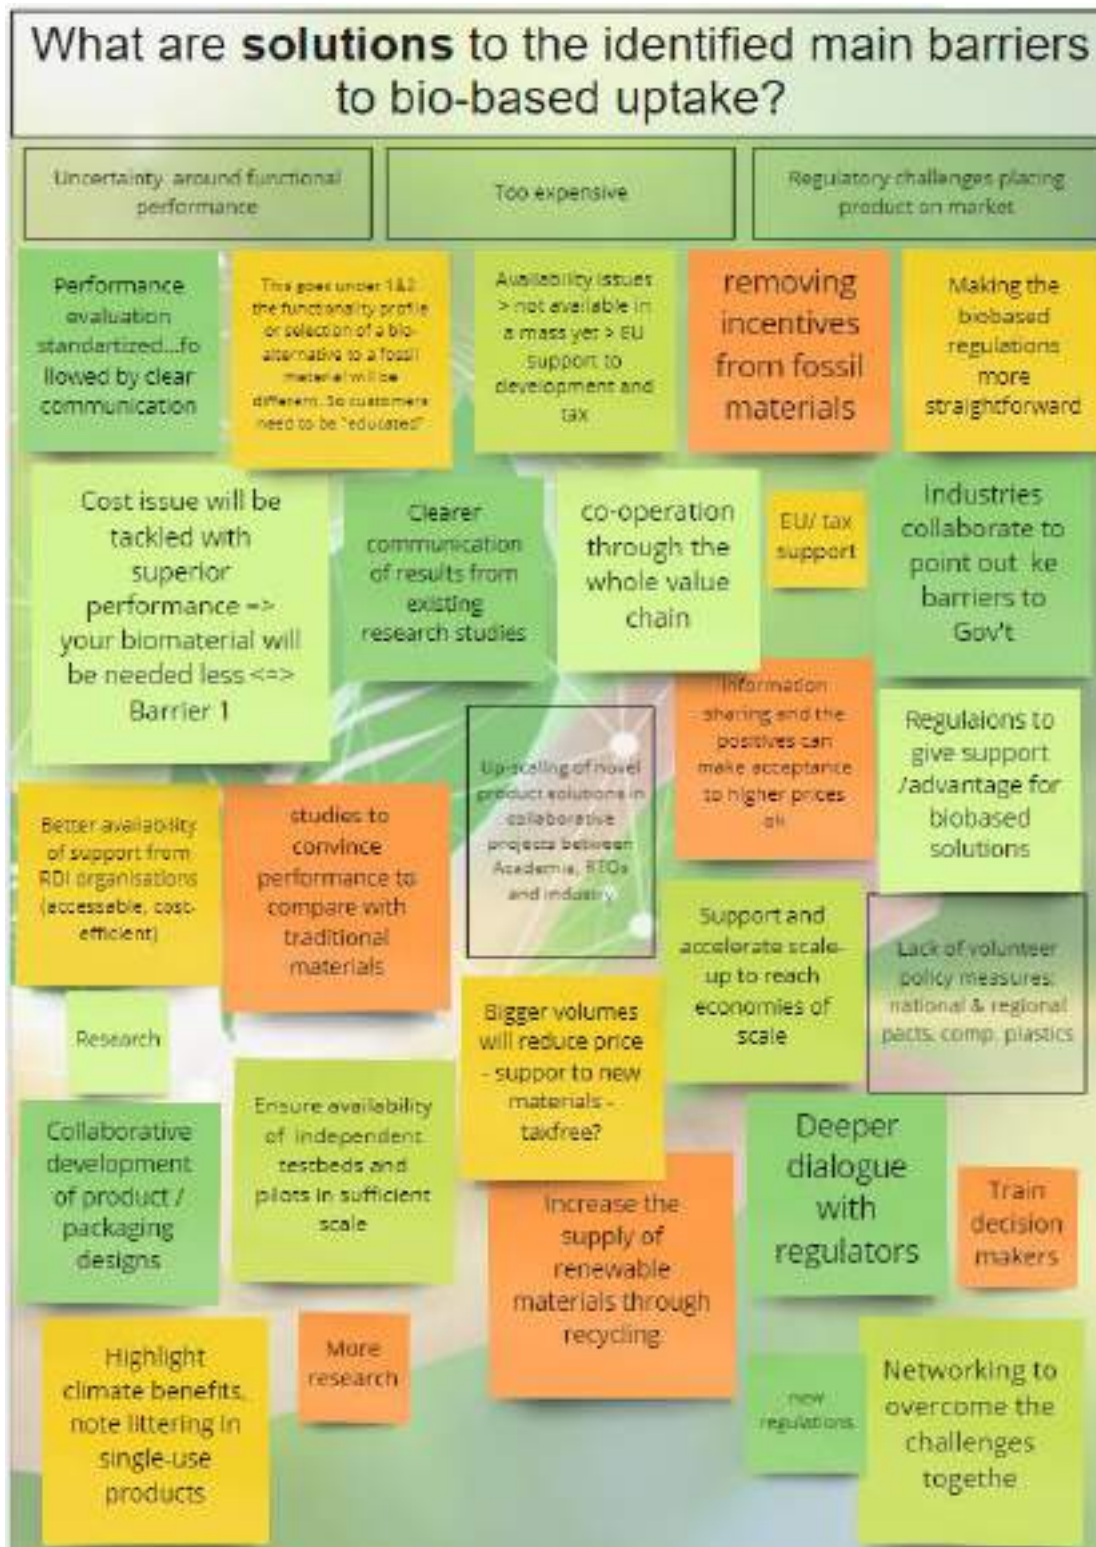 What are solutions to the identified main barriers
to bio-based uptake?
Uncertainty around functional
performance
Too expensive
Regulatory challenges placing
product on market
Performance
evaluation
standartized...fo
llowed by clear
communication
This goes under 1&2:
the functionality profile
or selection of a bio-
alternative to a fossil
material will be
different. So customers
need to be "educated"
Availability issues
> not available in
a mass yet > EU
support to
development and
tax
removing
incentives
from fossil
materials
Making the
biobased
regulations
more
straightforward
Cost issue will be
tackled with
superior
performance =>
your biomaterial will
be needed less <=>
Barrier 1
Clearer
communication
of results from
existing
research studies
co-operation
through the
whole value
chain
EU/ tax
support
Industries
collaborate to
point out ke
barriers to
Gov't
Information
sharing and the
positives can
make acceptance
to higher prices
ok
Regulaions to
give support
/advantage for
biobased
solutions
Up-scaling of novel
product solutions in
collaborative
projects between
Academia, RTOs
and industry
Better availability
of support from
RDI organisations
(accessable, cost-
efficient)
studies to
convince
performance to
compare with
traditional
materials
Support and
accelerate scale-
up to reach
economies of
scale
Lack of volunteer
policy measures:
national & regional
pacts, comp. plastics
Research
Bigger volumes
will reduce price
- suppor to new
materials -
taxfree?
Collaborative
development
of product /
packaging
designs
Ensure availability
of independent
testbeds and
pilots in sufficient
scale
Deeper
dialogue
with
regulators
Train
decision
makers
Increase the
supply of
renewable
materials through
recycling.
Highlight
climate benefits,
note littering in
single-use
products
More
research
new
regulations
Networking to
overcome the
challenges
togethe